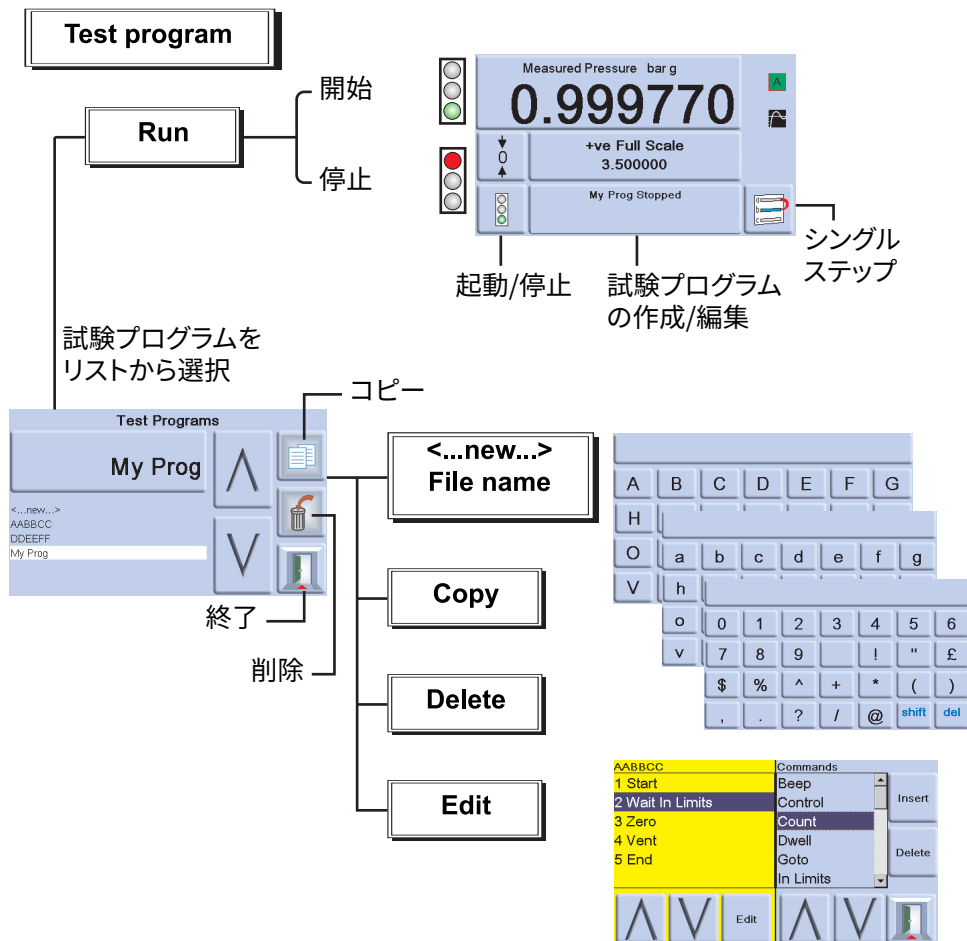 Test program
Run
開始
停止
Measured Pressure bar g
0.999770
A
0
+ve Full Scale
3.500000
My Prog Stopped
起動/停止
試験プログラム
の作成/編集
シングル
ステップ
試験プログラムを
リストから選択
コピー
Test Programs
My Prog
<...new...>
AABBCC
DDEEFF
My Prog
終了
削除
<...new...>
File name
Copy
Delete
Edit
A B C D E F G
H
O
V
a b c d e f g
h
o
v
0 1 2 3 4 5 6
7 8 9 ! " £
$ % ^ + * ( )
, . ? / @ shift del
AABBCC
1 Start
2 Wait In Limits
3 Zero
4 Vent
5 End
Edit
Commands
Beep
Control
Count
Dwell
Goto
In Limits
Insert
Delete